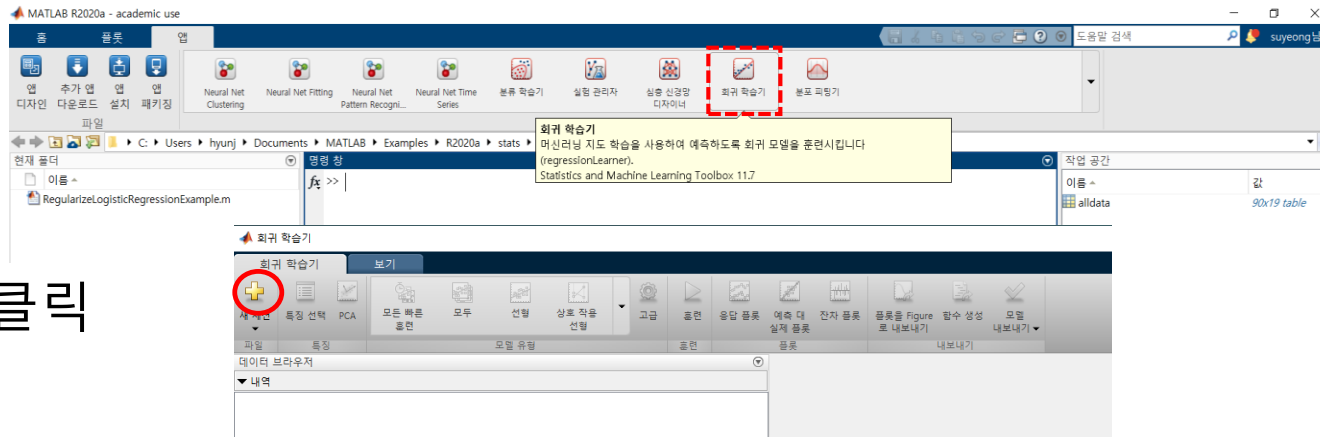 MATLAB R2020a - academic use
홈 플롯 앱
도움말 검색
suyeong님
앱 디자인
추가 앱 다운로드
앱 설치
앱 패키징
Neural Net Clustering
Neural Net Fitting
Neural Net Pattern Recogni...
Neural Net Time Series
분류 학습기
실험 관리자
심층 신경망 디자이너
회귀 학습기
분포 피팅기
파일
C: ▸ Users ▸ hyunj ▸ Documents ▸ MATLAB ▸ Examples ▸ R2020a ▸ stats ▸
회귀 학습기
머신러닝 지도 학습을 사용하여 예측하도록 회귀 모델을 훈련시킵니다
(regressionLearner).
Statistics and Machine Learning Toolbox 11.7
현재 폴더
이름
RegularizeLogisticRegressionExample.m
명령 창
fx >>
작업 공간
이름 값
alldata 90x19 table
클릭
회귀 학습기
회귀 학습기 보기
특징 선택
PCA
모든 빠른 훈련
모두
선형
상호 작용 선형
고급
훈련
응답 플롯
예측 대 실제 플롯
잔차 플롯
플롯을 Figure로 내보내기
함수 생성
모델 내보내기
파일 특징 모델 유형 훈련 플롯 내보내기
데이터 브라우저
내역